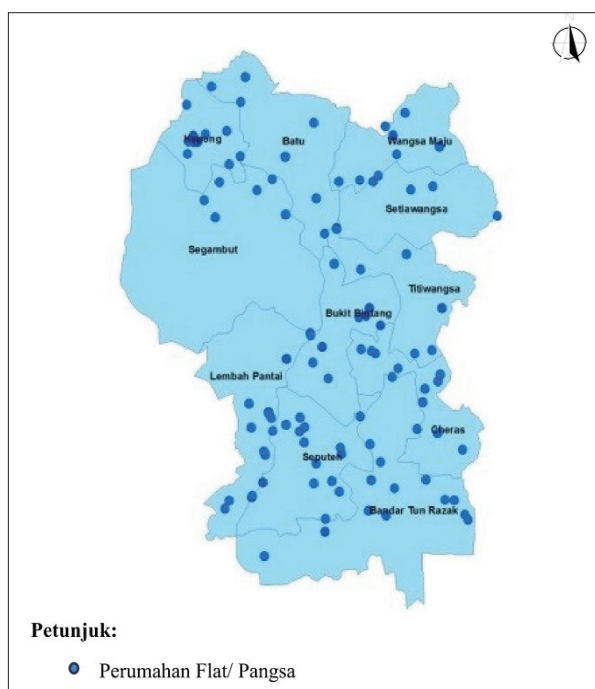 N
Kepong
Batu
Wangsa Maju
Setiawangsa
Segambut
Titiwangsa
Bukit Bintang
Lembah Pantai
Cheras
Seputeh
Bandar Tun Razak
Petunjuk:
Perumahan Flat/ Pangsa